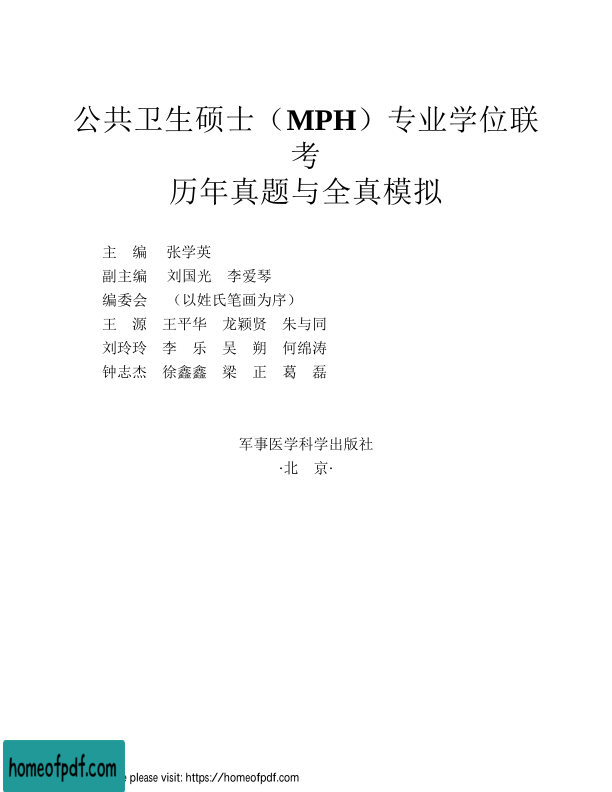 公共卫生硕士（MPH）专业学位联
考
历年真题与全真模拟
主　编　张学英
副主编　刘国光　李爱琴
编委会　（以姓氏笔画为序）
王　源　王平华　龙颖贤　朱与同
刘玲玲　李　乐　吴　朔　何绵涛
钟志杰　徐鑫鑫　梁　正　葛　磊
军事医学科学出版社
·北　京·
homeofpdf.com
please visit: https://homeofpdf.com